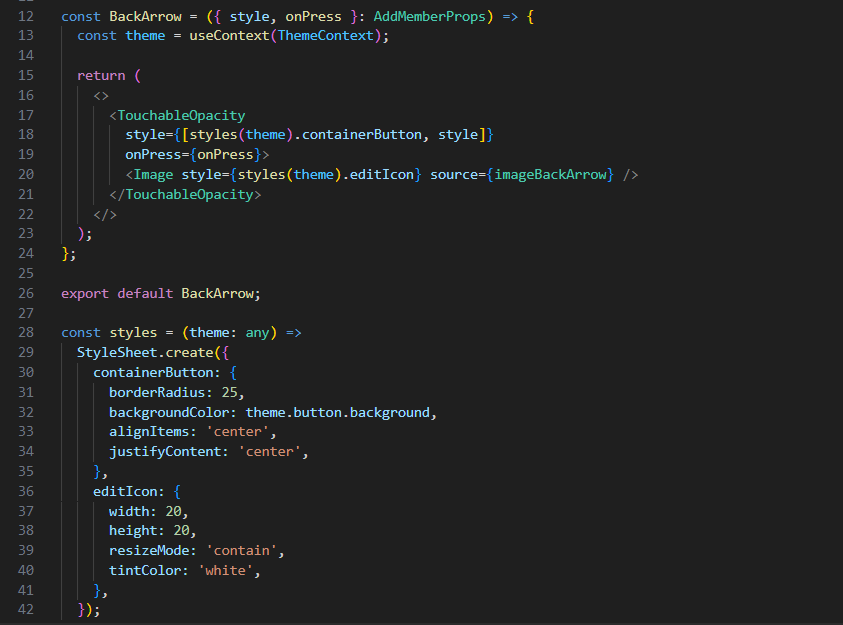 12 const BackArrow = ({ style, onPress }: AddMemberProps) => {
13   const theme = useContext(ThemeContext);
14
15   return (
16     <>
17       <TouchableOpacity
18         style={[styles(theme).containerButton, style]}
19         onPress={onPress}>
20         <Image style={styles(theme).editIcon} source={imageBackArrow} />
21       </TouchableOpacity>
22     </>
23   );
24 };
25
26 export default BackArrow;
27
28 const styles = (theme: any) =>
29   StyleSheet.create({
30     containerButton: {
31       borderRadius: 25,
32       backgroundColor: theme.button.background,
33       alignItems: 'center',
34       justifyContent: 'center',
35     },
36     editIcon: {
37       width: 20,
38       height: 20,
39       resizeMode: 'contain',
40       tintColor: 'white',
41     },
42   });